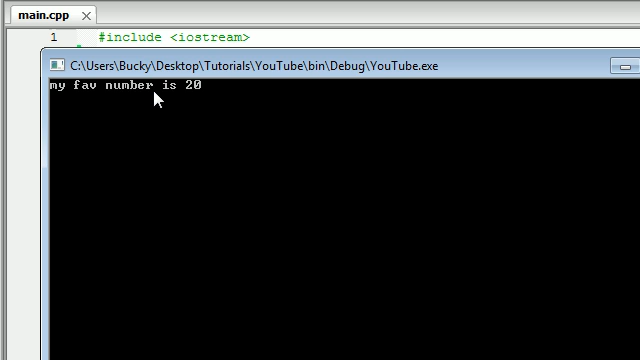 main.cpp
1 #include <iostream>
C:\Users\Bucky\Desktop\Tutorials\YouTube\bin\Debug\YouTube.exe
my fav number is 20